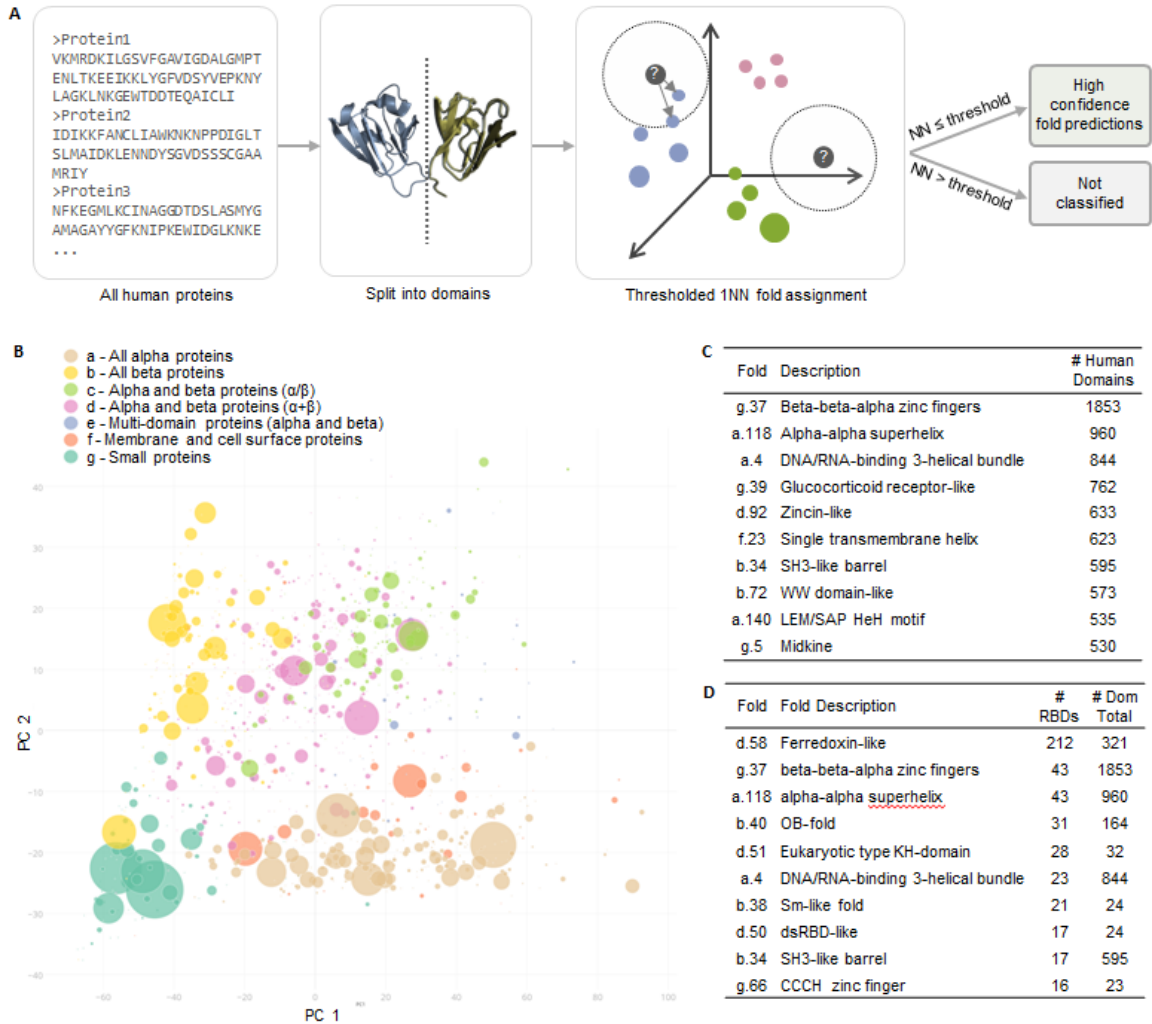 A
>Protein1
VKMRDKILGSVFGAVIGDALGMPT
ENLTKEEIKKLYGFVDSYVEPKNY
LAGKLNKGEWTDDTEQAICLI
>Protein2
IDIKKFANCLIAWKNKNPPDIGLT
SLMAIDKLENNDYSGVDSSSCGAA
MRIY
>Protein3
NFKEGMLKCINAGGDTDSLASMYG
AMAGAYYGFKNIPKEWIDGLKNKE
...
All human proteins
Split into domains
?
?
Thresholded 1NN fold assignment
NN ≤ threshold
NN > threshold
High
confidence
fold predictions
Not
classified
B
a - All alpha proteins
b - All beta proteins
c - Alpha and beta proteins (α/β)
d - Alpha and beta proteins (α+β)
e - Multi-domain proteins (alpha and beta)
f - Membrane and cell surface proteins
g - Small proteins
40
30
20
10
0
−10
−20
−30
−40
PC 2
−60 −40 −20 0 20 40 60 80 100
PC 1
C
Fold Description # Human Domains
g.37 Beta-beta-alpha zinc fingers 1853
a.118 Alpha-alpha superhelix 960
a.4 DNA/RNA-binding 3-helical bundle 844
g.39 Glucocorticoid receptor-like 762
d.92 Zincin-like 633
f.23 Single transmembrane helix 623
b.34 SH3-like barrel 595
b.72 WW domain-like 573
a.140 LEM/SAP HeH motif 535
g.5 Midkine 530
D
Fold Fold Description # RBDs # Dom Total
d.58 Ferredoxin-like 212 321
g.37 beta-beta-alpha zinc fingers 43 1853
a.118 alpha-alpha superhelix 43 960
b.40 OB-fold 31 164
d.51 Eukaryotic type KH-domain 28 32
a.4 DNA/RNA-binding 3-helical bundle 23 844
b.38 Sm-like fold 21 24
d.50 dsRBD-like 17 24
b.34 SH3-like barrel 17 595
g.66 CCCH zinc finger 16 23